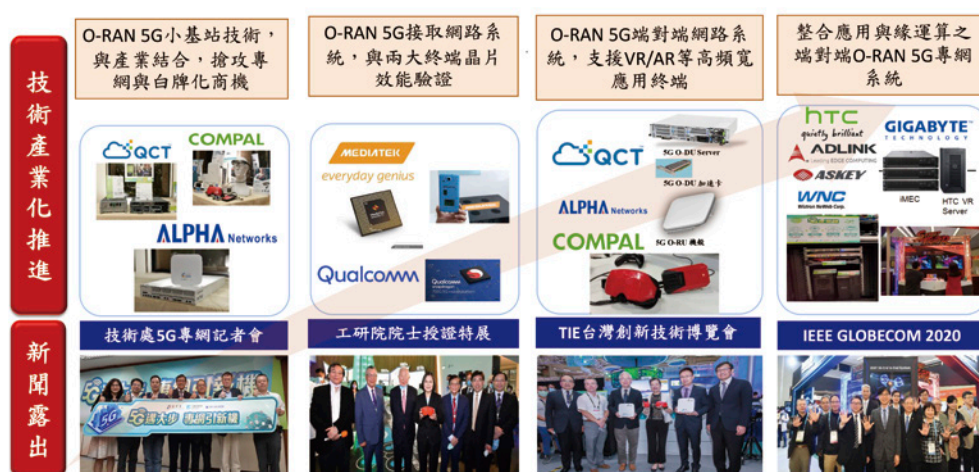 技術產業化推進
O-RAN 5G小基站技術，
與產業結合，搶攻專
網與白牌化商機
O-RAN 5G接取網路系
統，與兩大終端晶片
效能驗證
O-RAN 5G端對端網路系
統，支援VR/AR等高頻寬
應用終端
整合應用與緣運算之
端對端O-RAN 5G專網
系統
QCT
COMPAL
ALPHA Networks
MEDIATEK
everyday genius
Qualcomm
QCT
5G O-DU Server
5G O-DU 加速卡
ALPHA Networks
5G O-RU 機殼
COMPAL
hTC
quietly brilliant
GIGABYTE
TECHNOLOGY
ADLINK
Leading EDGE COMPUTING
ASKEY
WNC
Wistron NeWeb Corp.
iMEC
HTC VR
Server
新聞露出
技術處5G專網記者會
工研院院士授證特展
TIE台灣創新技術博覽會
IEEE GLOBECOM 2020
5G